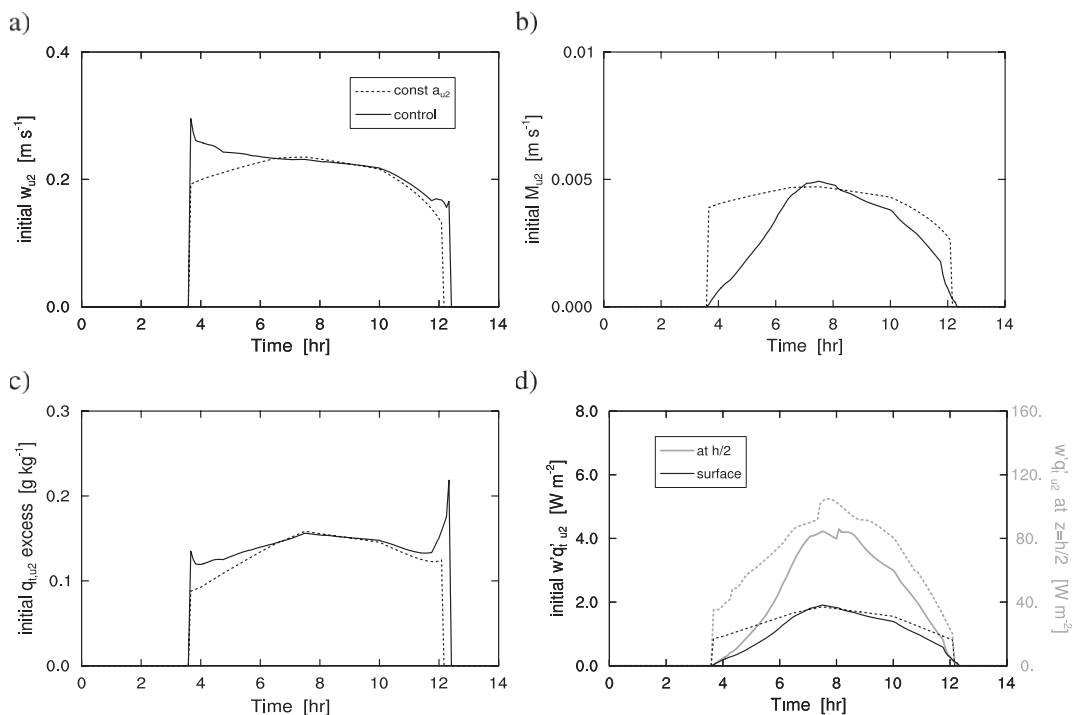 a)
0.4
0.2
0.0
initial w_u2 [m s⁻¹]
const a_u2
control
0 2 4 6 8 10 12 14
Time [hr]
b)
0.01
0.005
0.000
initial M_u2 [m s⁻¹]
0 2 4 6 8 10 12 14
Time [hr]
c)
0.3
0.2
0.1
0.0
initial q_t,u2 excess [g kg⁻¹]
0 2 4 6 8 10 12 14
Time [hr]
d)
8.0
6.0
4.0
2.0
0.0
initial w'q'_t u2 [W m⁻²]
at h/2
surface
160.
120.
80.
40.
0.
w'q'_t u2 at z=h/2 [W m⁻²]
0 2 4 6 8 10 12 14
Time [hr]